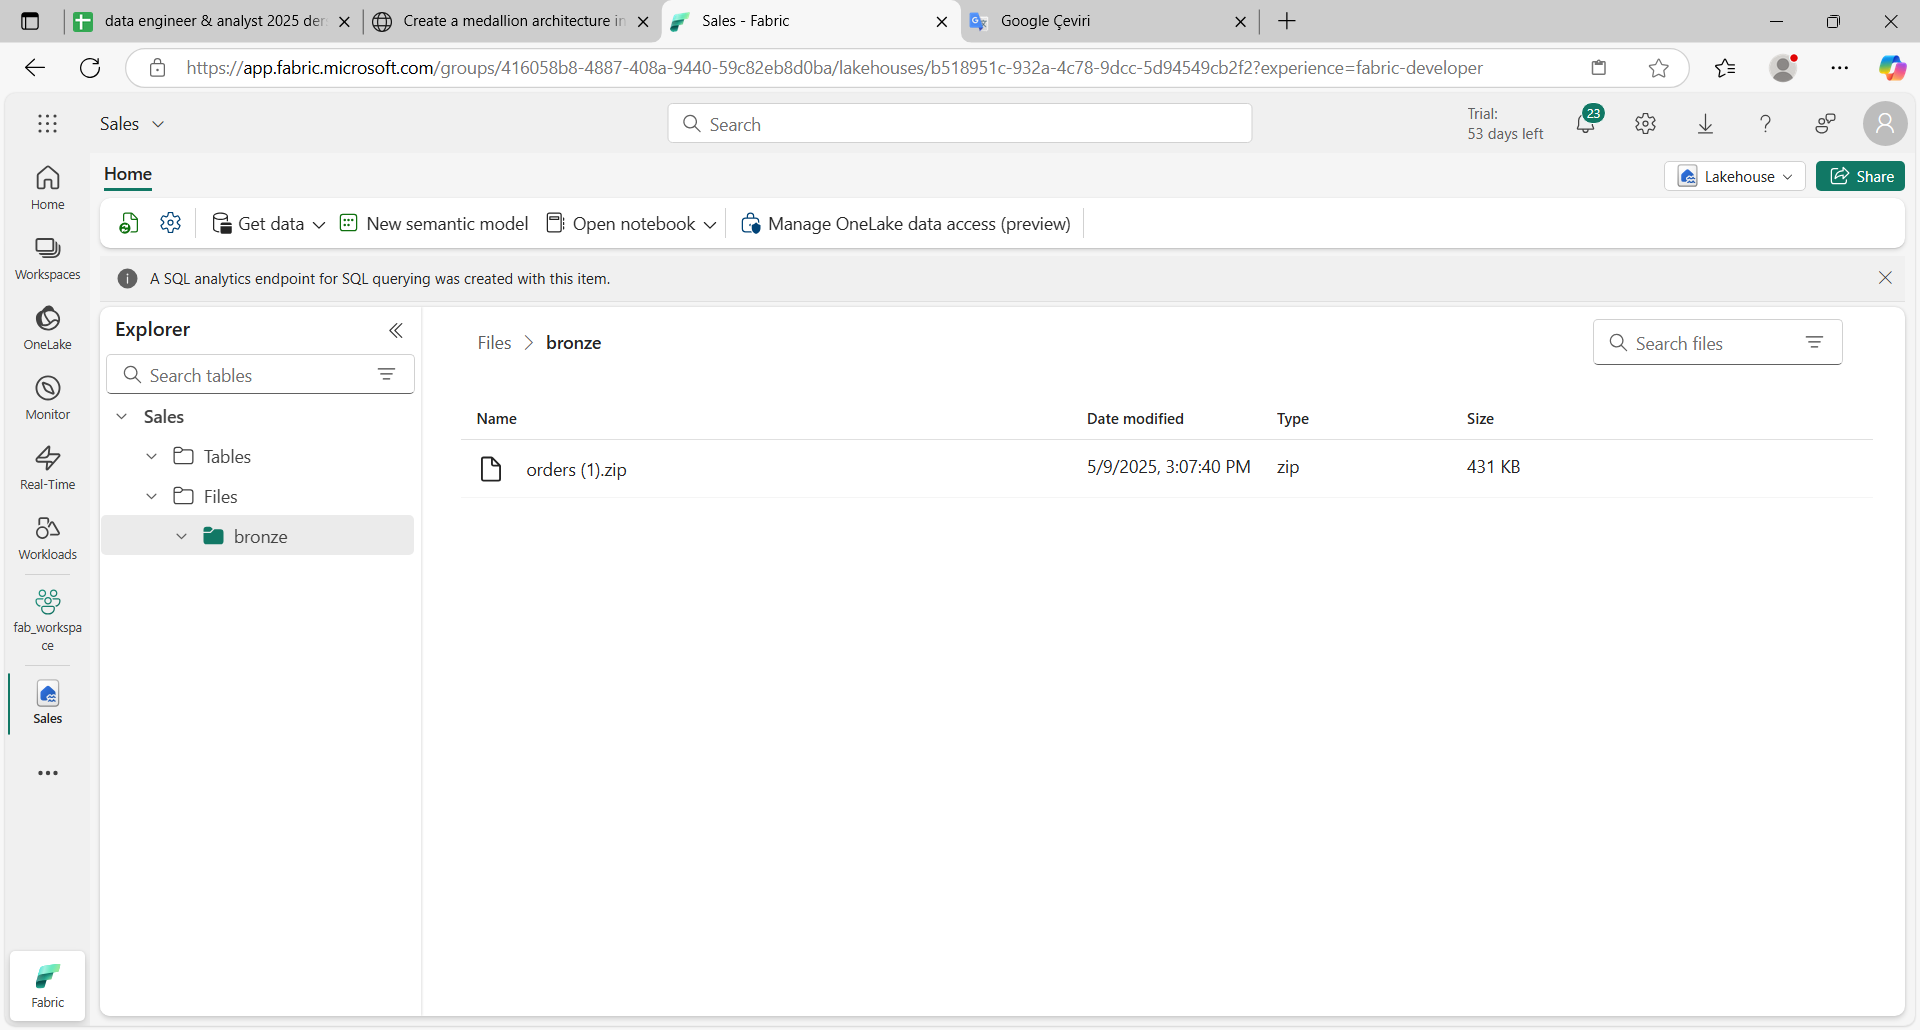 data engineer & analyst 2025 der
Create a medallion architecture in
Sales - Fabric
Google Çeviri
https://app.fabric.microsoft.com/groups/416058b8-4887-408a-9440-59c82eb8d0ba/lakehouses/b518951c-932a-4c78-9dcc-5d94549cb2f2?experience=fabric-developer
Sales
Search
Trial:
53 days left
23
Home
Lakehouse
Share
Get data
New semantic model
Open notebook
Manage OneLake data access (preview)
A SQL analytics endpoint for SQL querying was created with this item.
Home
Workspaces
OneLake
Monitor
Real-Time
Workloads
fab_workspa
ce
Sales
Fabric
Explorer
Search tables
Sales
Tables
Files
bronze
Files > bronze
Search files
Name Date modified Type Size
orders (1).zip 5/9/2025, 3:07:40 PM zip 431 KB